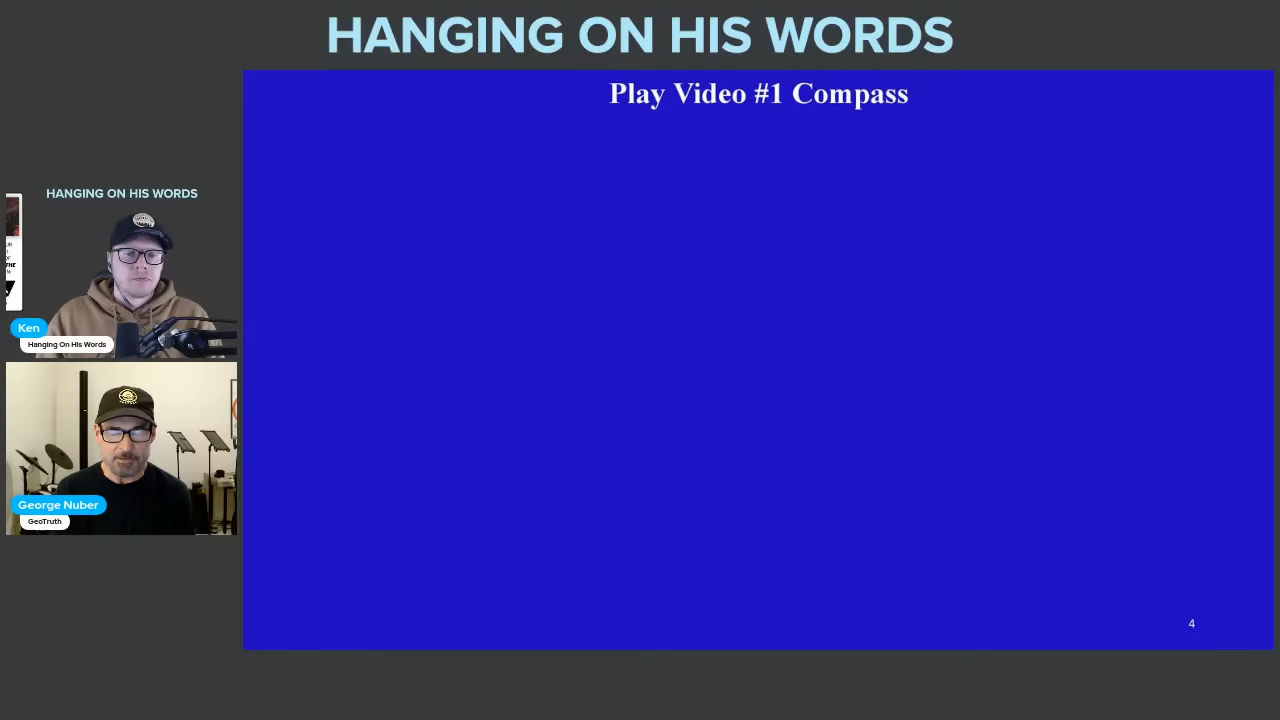 HANGING ON HIS WORDS
Play Video #1 Compass
HANGING ON HIS WORDS
Ken
Hanging On His Words
George Nuber
GeoTruth
4